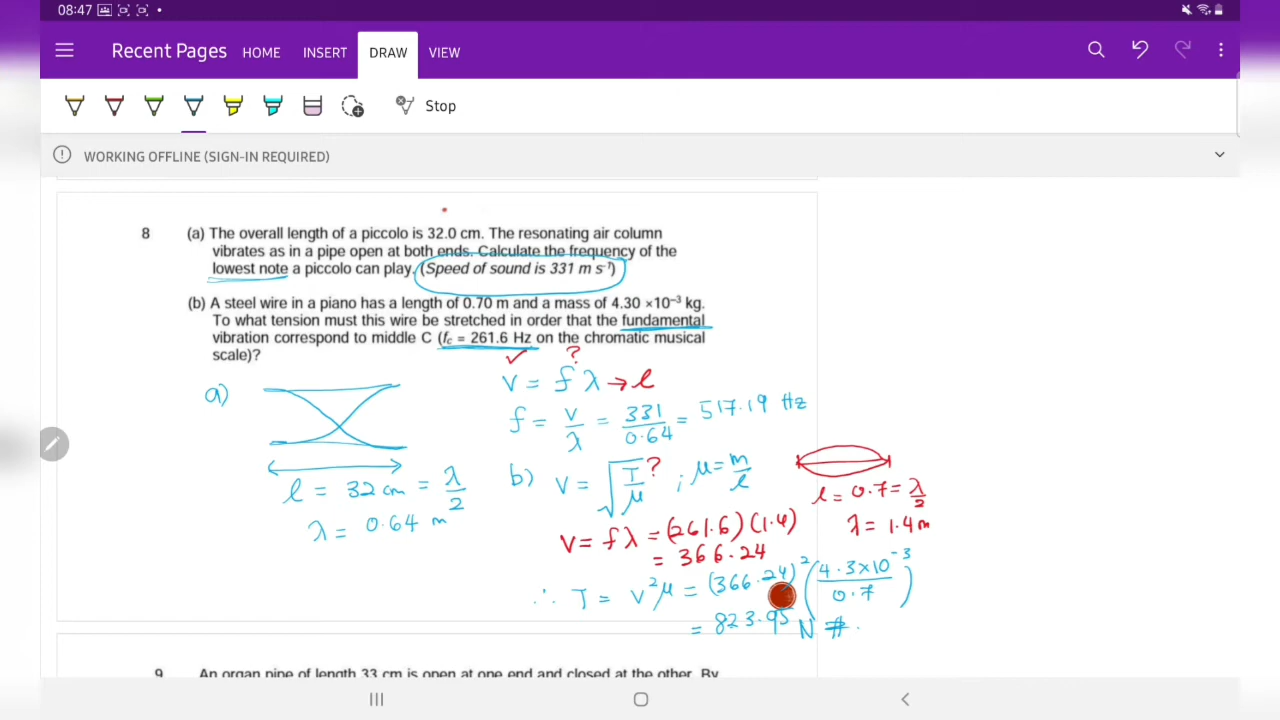 08:47
Recent Pages HOME INSERT DRAW VIEW
Stop
WORKING OFFLINE (SIGN-IN REQUIRED)
8 (a) The overall length of a piccolo is 32.0 cm. The resonating air column
vibrates as in a pipe open at both ends. Calculate the frequency of the
lowest note a piccolo can play. (Speed of sound is 331 m s⁻¹)
(b) A steel wire in a piano has a length of 0.70 m and a mass of 4.30 ×10⁻³ kg.
To what tension must this wire be stretched in order that the fundamental
vibration correspond to middle C (fc = 261.6 Hz on the chromatic musical
scale)?
a)
l = 32 cm = λ/2
λ = 0.64 m
✓ ?
v = f λ → l
f = v/λ = 331/0.64 = 517.19 Hz
b) v = √(T/μ) ? ; μ = m/l
l = 0.7 = λ/2
λ = 1.4 m
v = f λ = (261.6)(1.4)
= 366.24
∴ T = v²μ = (366.24)² (4.3×10⁻³/0.7)
= 823.95 N #
9 An organ pipe of length 33 cm is open at one end and closed at the other. By